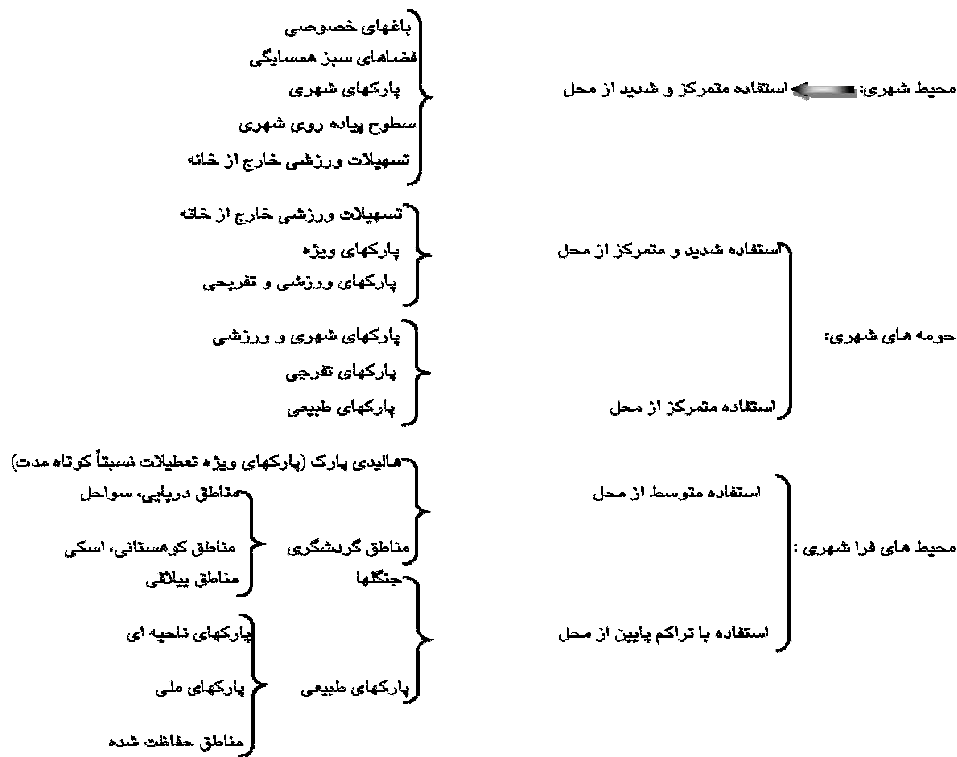 محیط شهری: استفاده متمرکز و شدید از محل
باغهای خصوصی
فضاهای سبز همسایگی
پارکهای شهری
سطوح پیاده روی شهری
تسهیلات ورزشی خارج از خانه
حومه های شهری:
استفاده شدید و متمرکز از محل
تسهیلات ورزشی خارج از خانه
پارکهای ویژه
پارکهای ورزشی و تفریحی
استفاده متمرکز از محل
پارکهای شهری و ورزشی
پارکهای تفرجی
پارکهای طبیعی
محیط های فرا شهری :
استفاده متوسط از محل
هالیدی پارک (پارکهای ویژه تعطیلات نسبتاً کوتاه مدت)
مناطق گردشگری
مناطق دریایی، سواحل
مناطق کوهستانی، اسکی
مناطق ییلاقی
استفاده با تراکم پایین از محل
جنگلها
پارکهای طبیعی
پارکهای ناحیه ای
پارکهای ملی
مناطق حفاظت شده